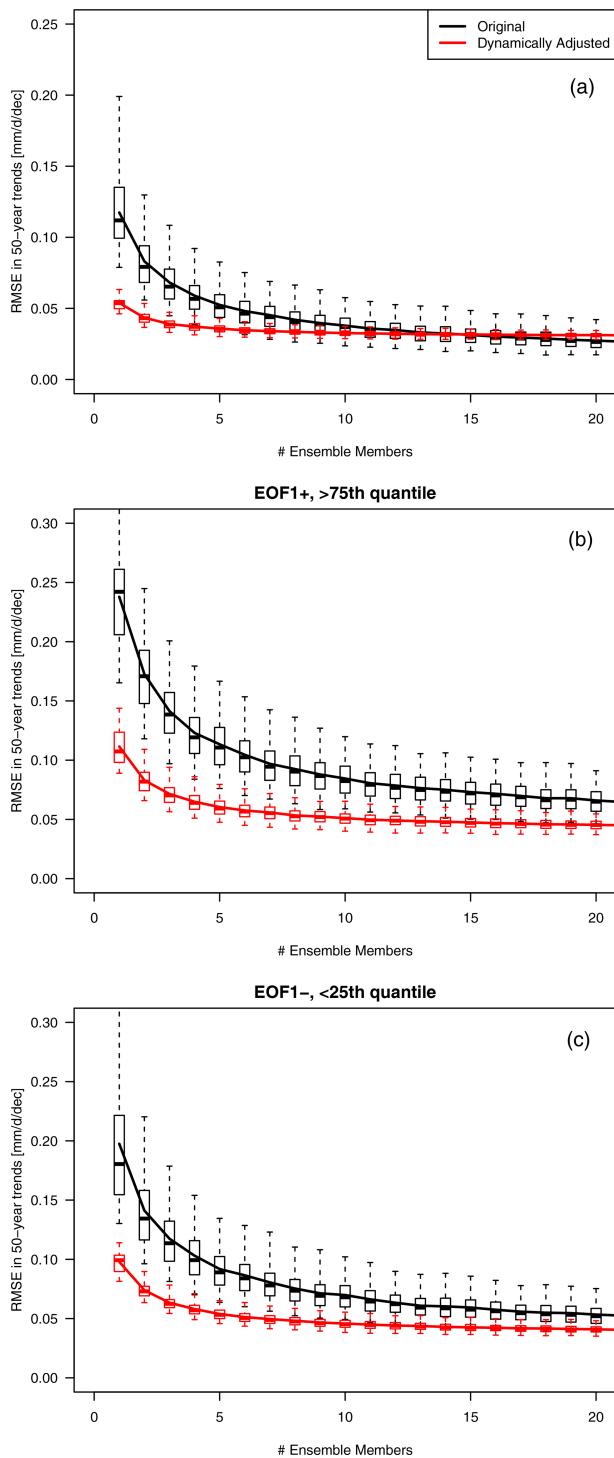 Original
Dynamically Adjusted
(a)
RMSE in 50−year trends [mm/d/dec]
0.25
0.20
0.15
0.10
0.05
0.00
0 5 10 15 20
# Ensemble Members
EOF1+, >75th quantile
(b)
RMSE in 50−year trends [mm/d/dec]
0.30
0.25
0.20
0.15
0.10
0.05
0.00
0 5 10 15 20
# Ensemble Members
EOF1−, <25th quantile
(c)
RMSE in 50−year trends [mm/d/dec]
0.30
0.25
0.20
0.15
0.10
0.05
0.00
0 5 10 15 20
# Ensemble Members